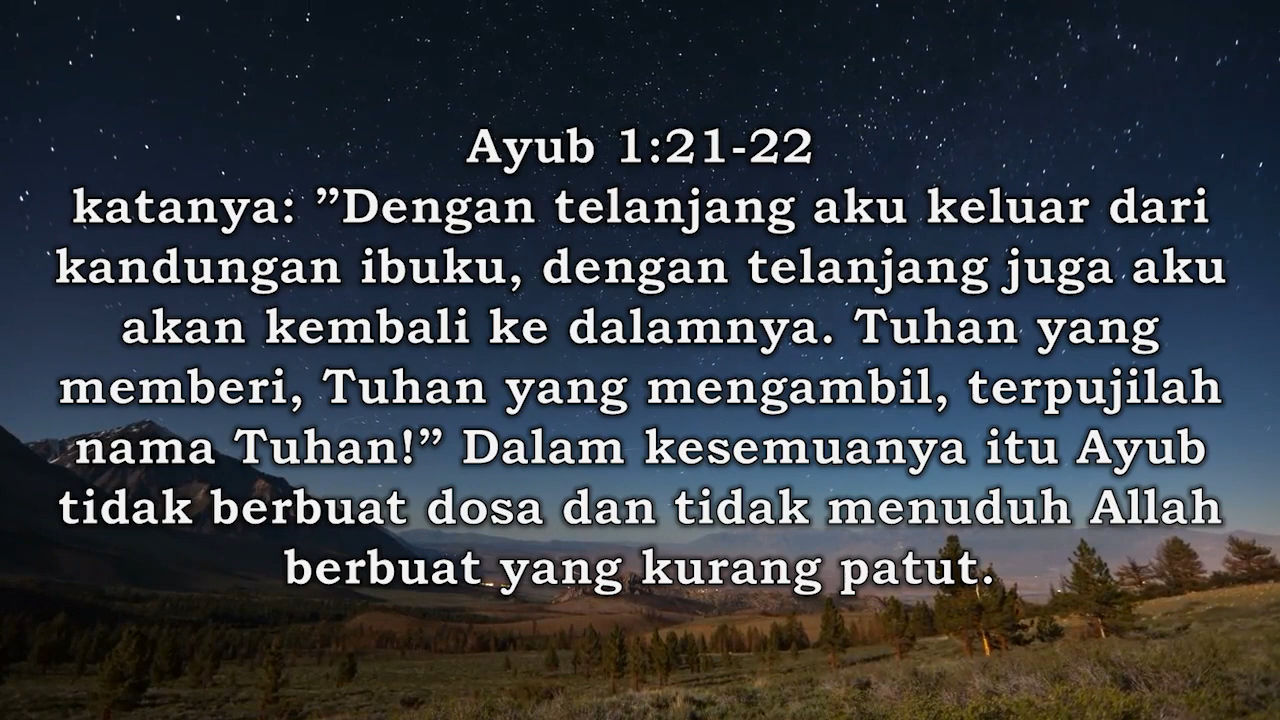 Ayub 1:21-22
katanya: ”Dengan telanjang aku keluar dari
kandungan ibuku, dengan telanjang juga aku
akan kembali ke dalamnya. Tuhan yang
memberi, Tuhan yang mengambil, terpujilah
nama Tuhan!” Dalam kesemuanya itu Ayub
tidak berbuat dosa dan tidak menuduh Allah
berbuat yang kurang patut.